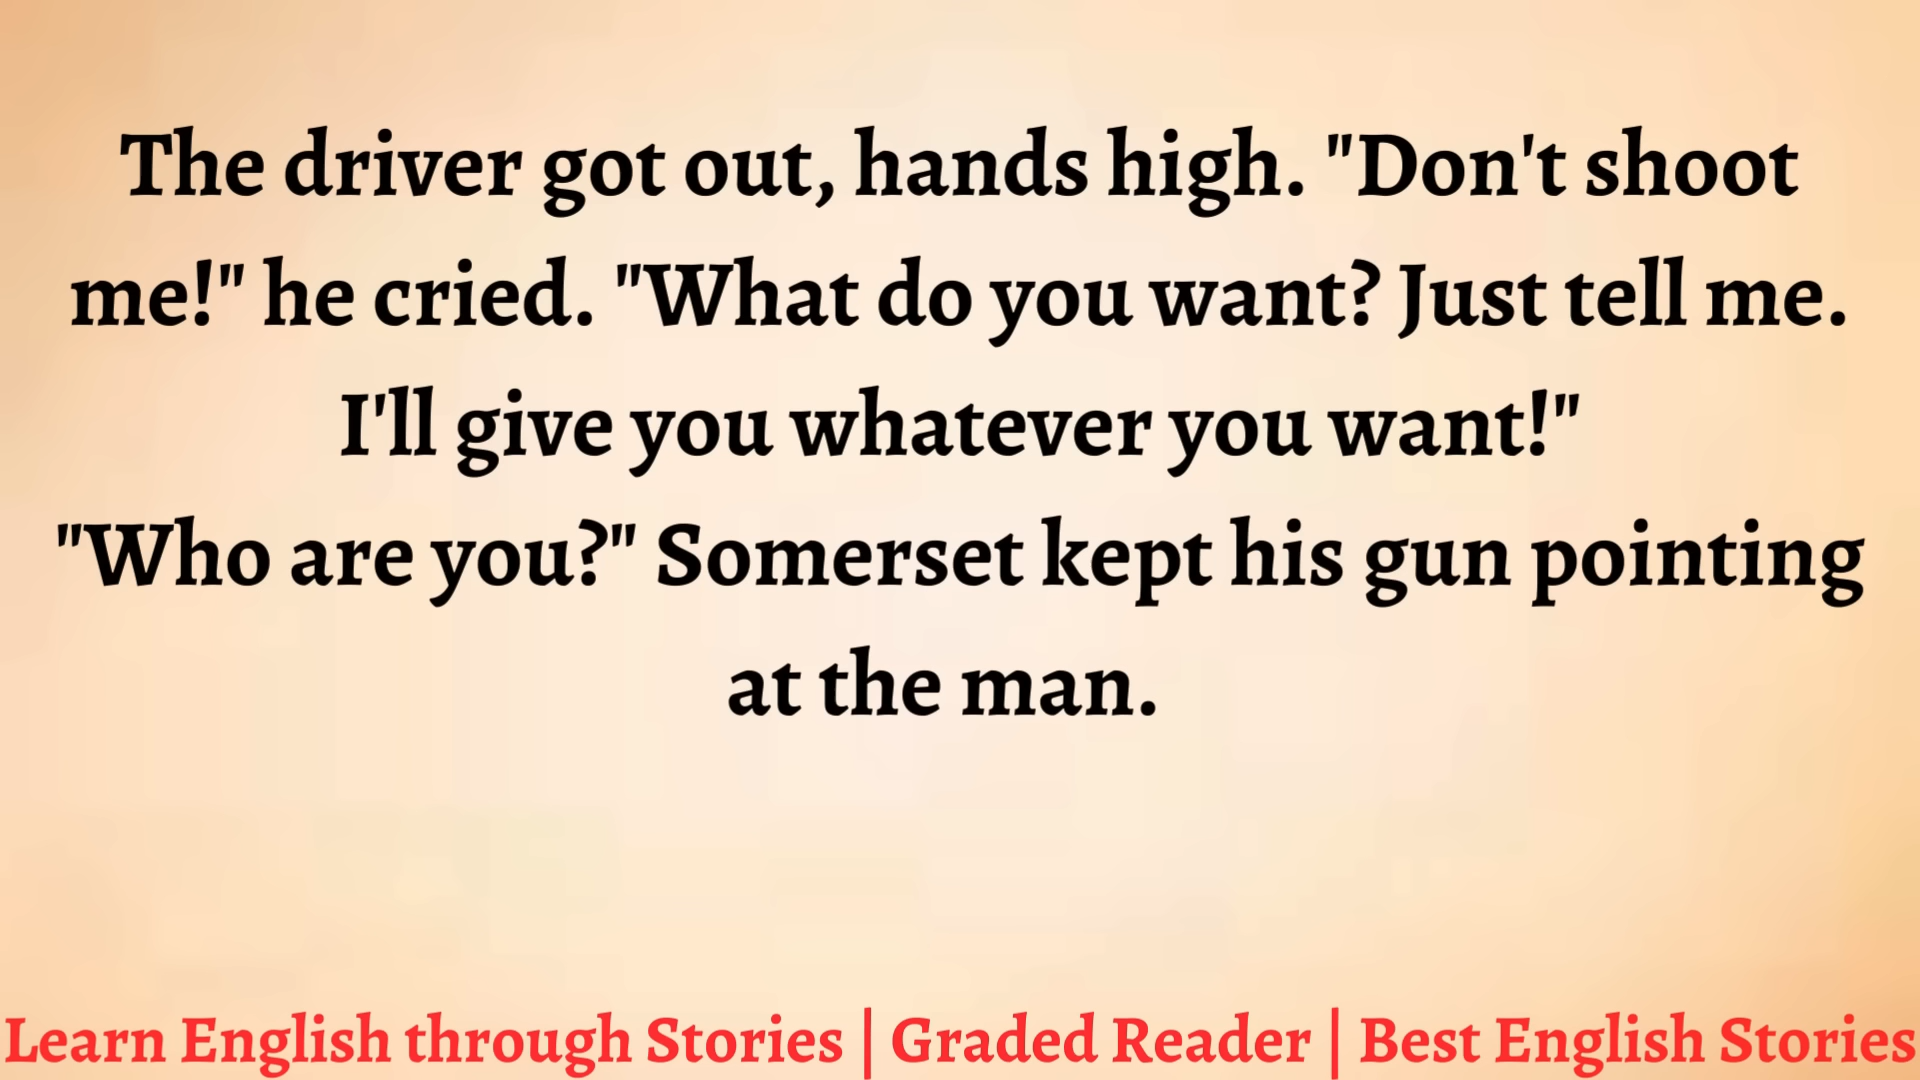 The driver got out, hands high. "Don't shoot
me!" he cried. "What do you want? Just tell me.
I'll give you whatever you want!"
"Who are you?" Somerset kept his gun pointing
at the man.
Learn English through Stories | Graded Reader | Best English Stories